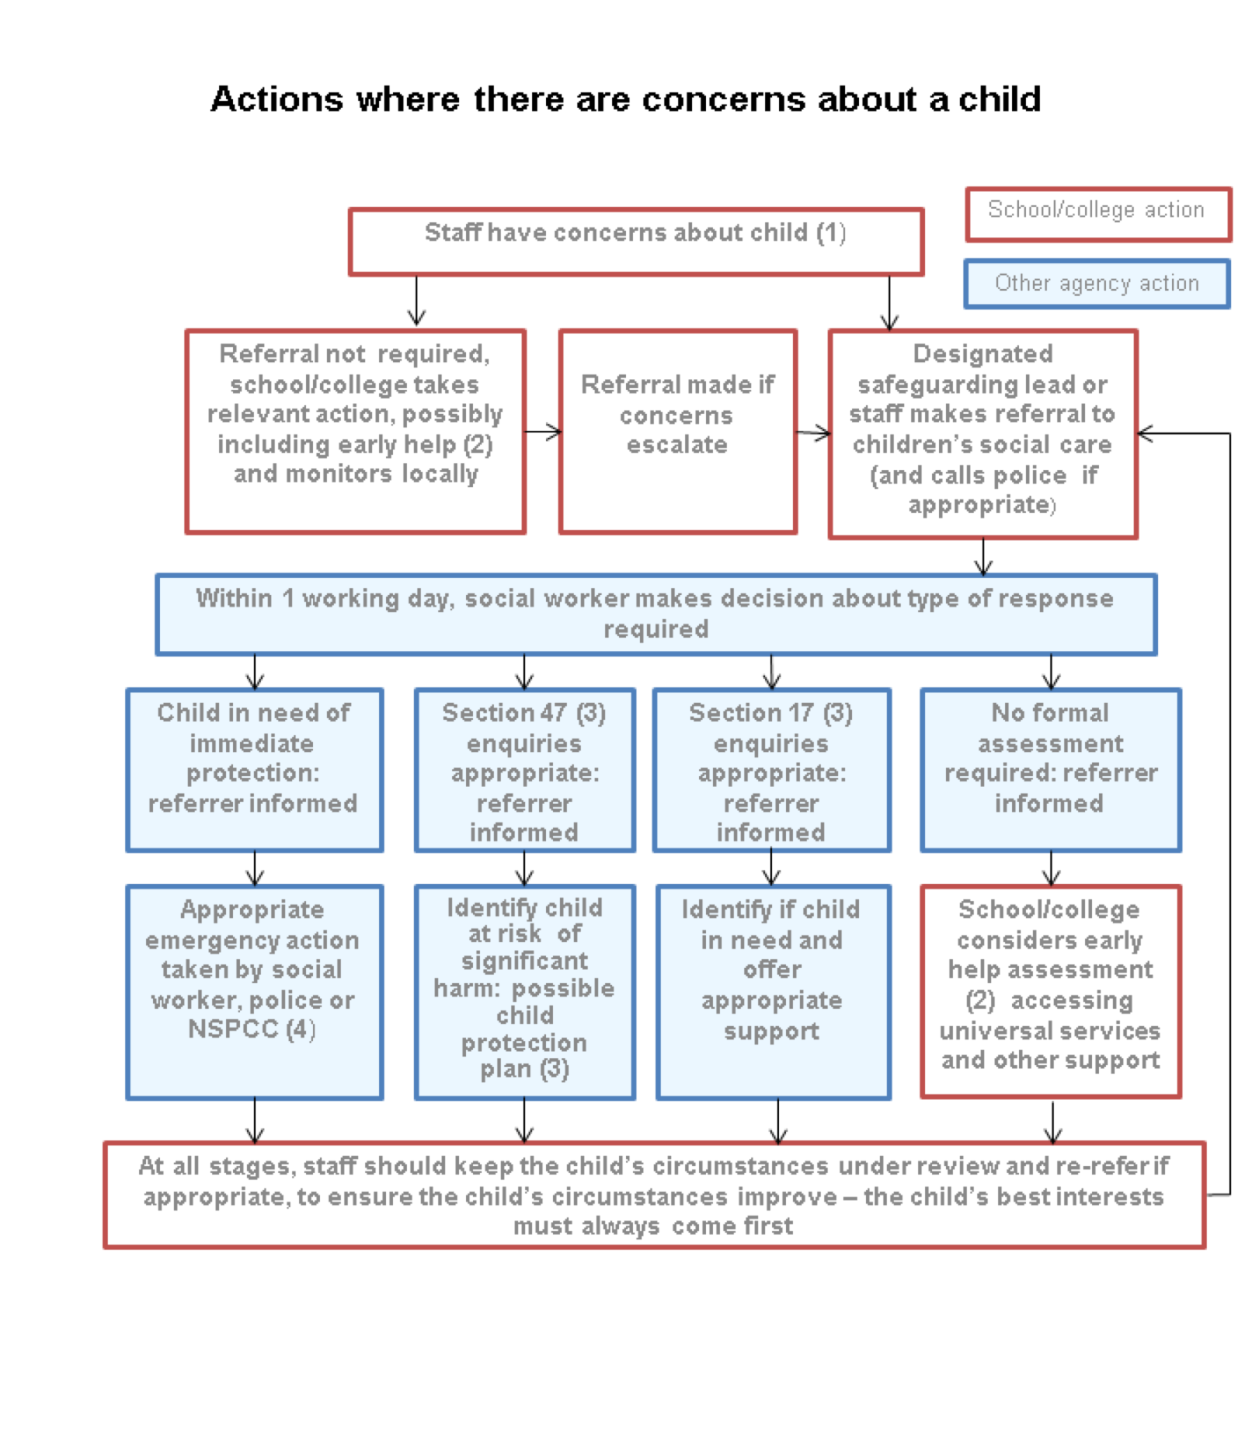 Actions where there are concerns about a child
School/college action
Other agency action
Staff have concerns about child (1)
Referral not required,
school/college takes
relevant action, possibly
including early help (2)
and monitors locally
Referral made if
concerns
escalate
Designated
safeguarding lead or
staff makes referral to
children’s social care
(and calls police if
appropriate)
Within 1 working day, social worker makes decision about type of response
required
Child in need of
immediate
protection:
referrer informed
Section 47 (3)
enquiries
appropriate:
referrer
informed
Section 17 (3)
enquiries
appropriate:
referrer
informed
No formal
assessment
required: referrer
informed
Appropriate
emergency action
taken by social
worker, police or
NSPCC (4)
Identify child
at risk of
significant
harm: possible
child
protection
plan (3)
Identify if child
in need and
offer
appropriate
support
School/college
considers early
help assessment
(2) accessing
universal services
and other support
At all stages, staff should keep the child’s circumstances under review and re-refer if
appropriate, to ensure the child’s circumstances improve – the child’s best interests
must always come first